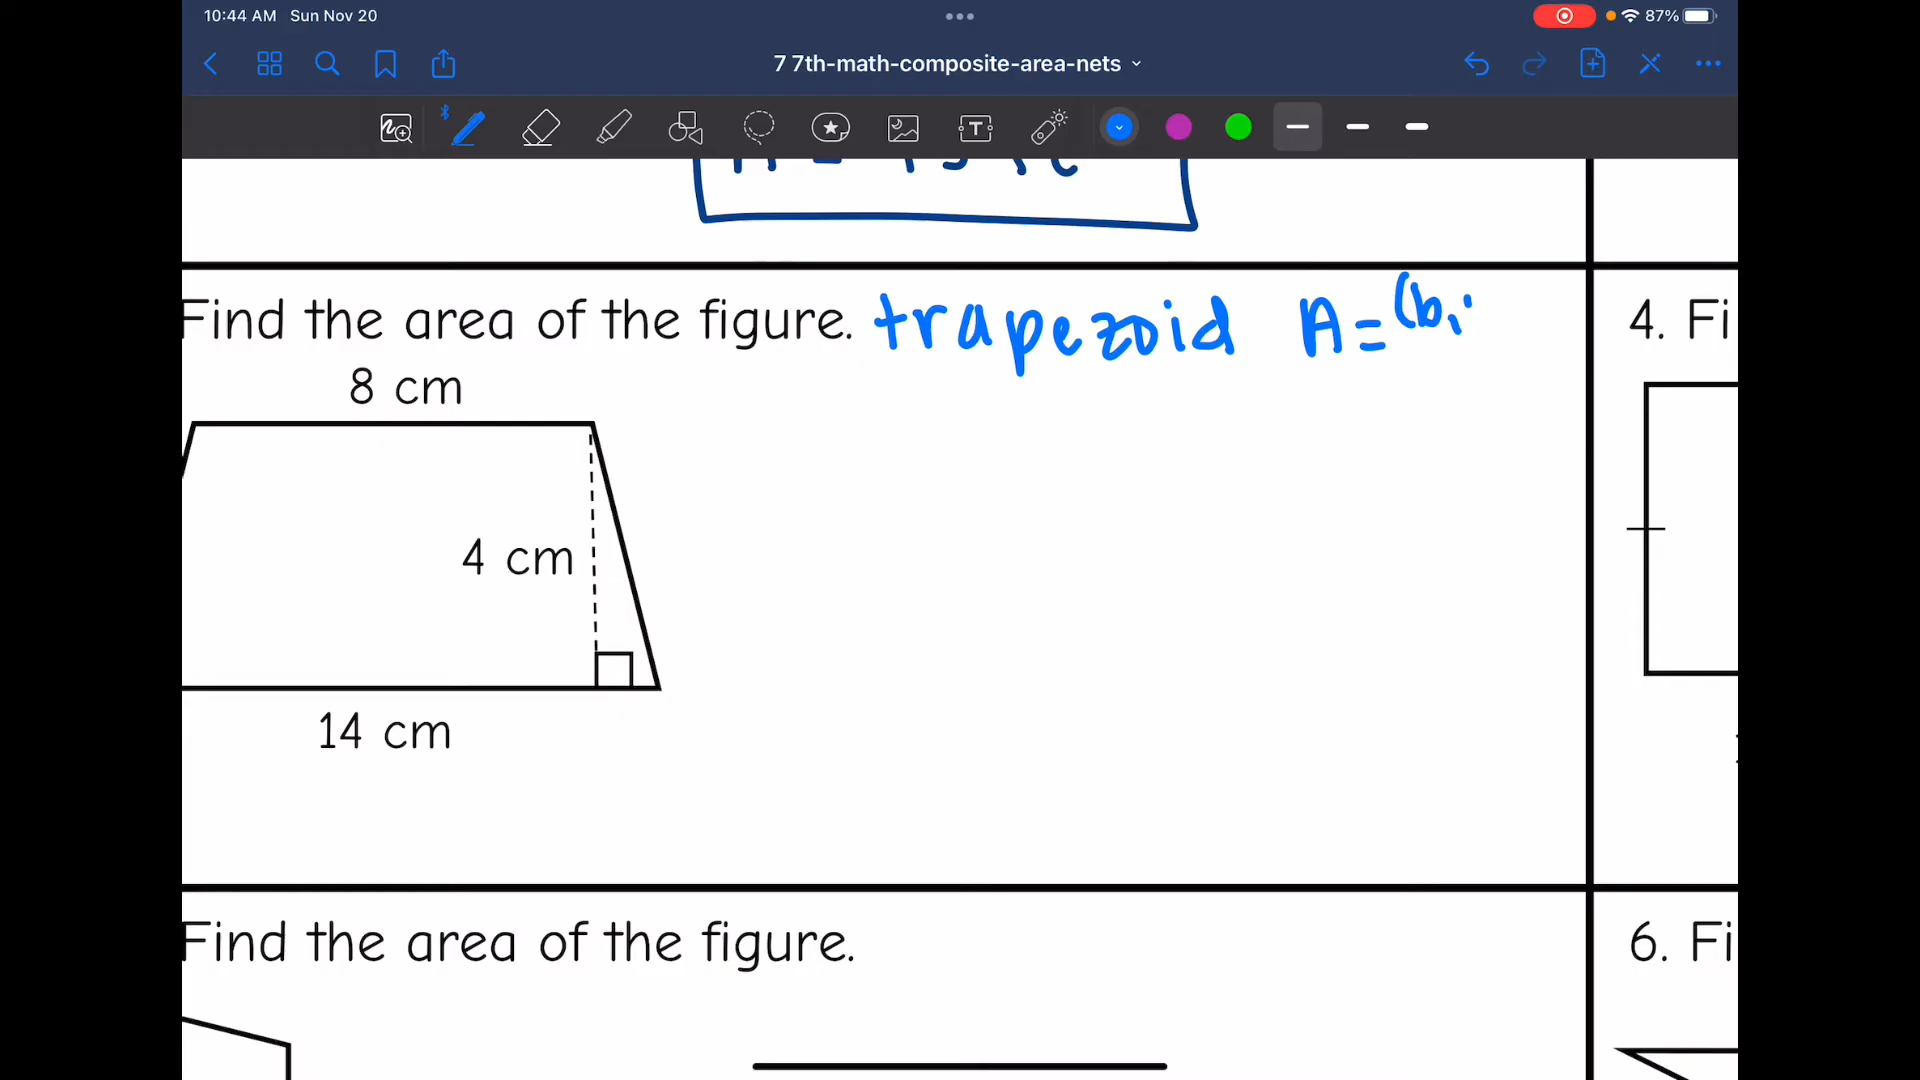 10:44 AM Sun Nov 20
87%
7 7th-math-composite-area-nets
Find the area of the figure. trapezoid A=(b₁
4. Fi
8 cm
4 cm
14 cm
Find the area of the figure.
6. Fi